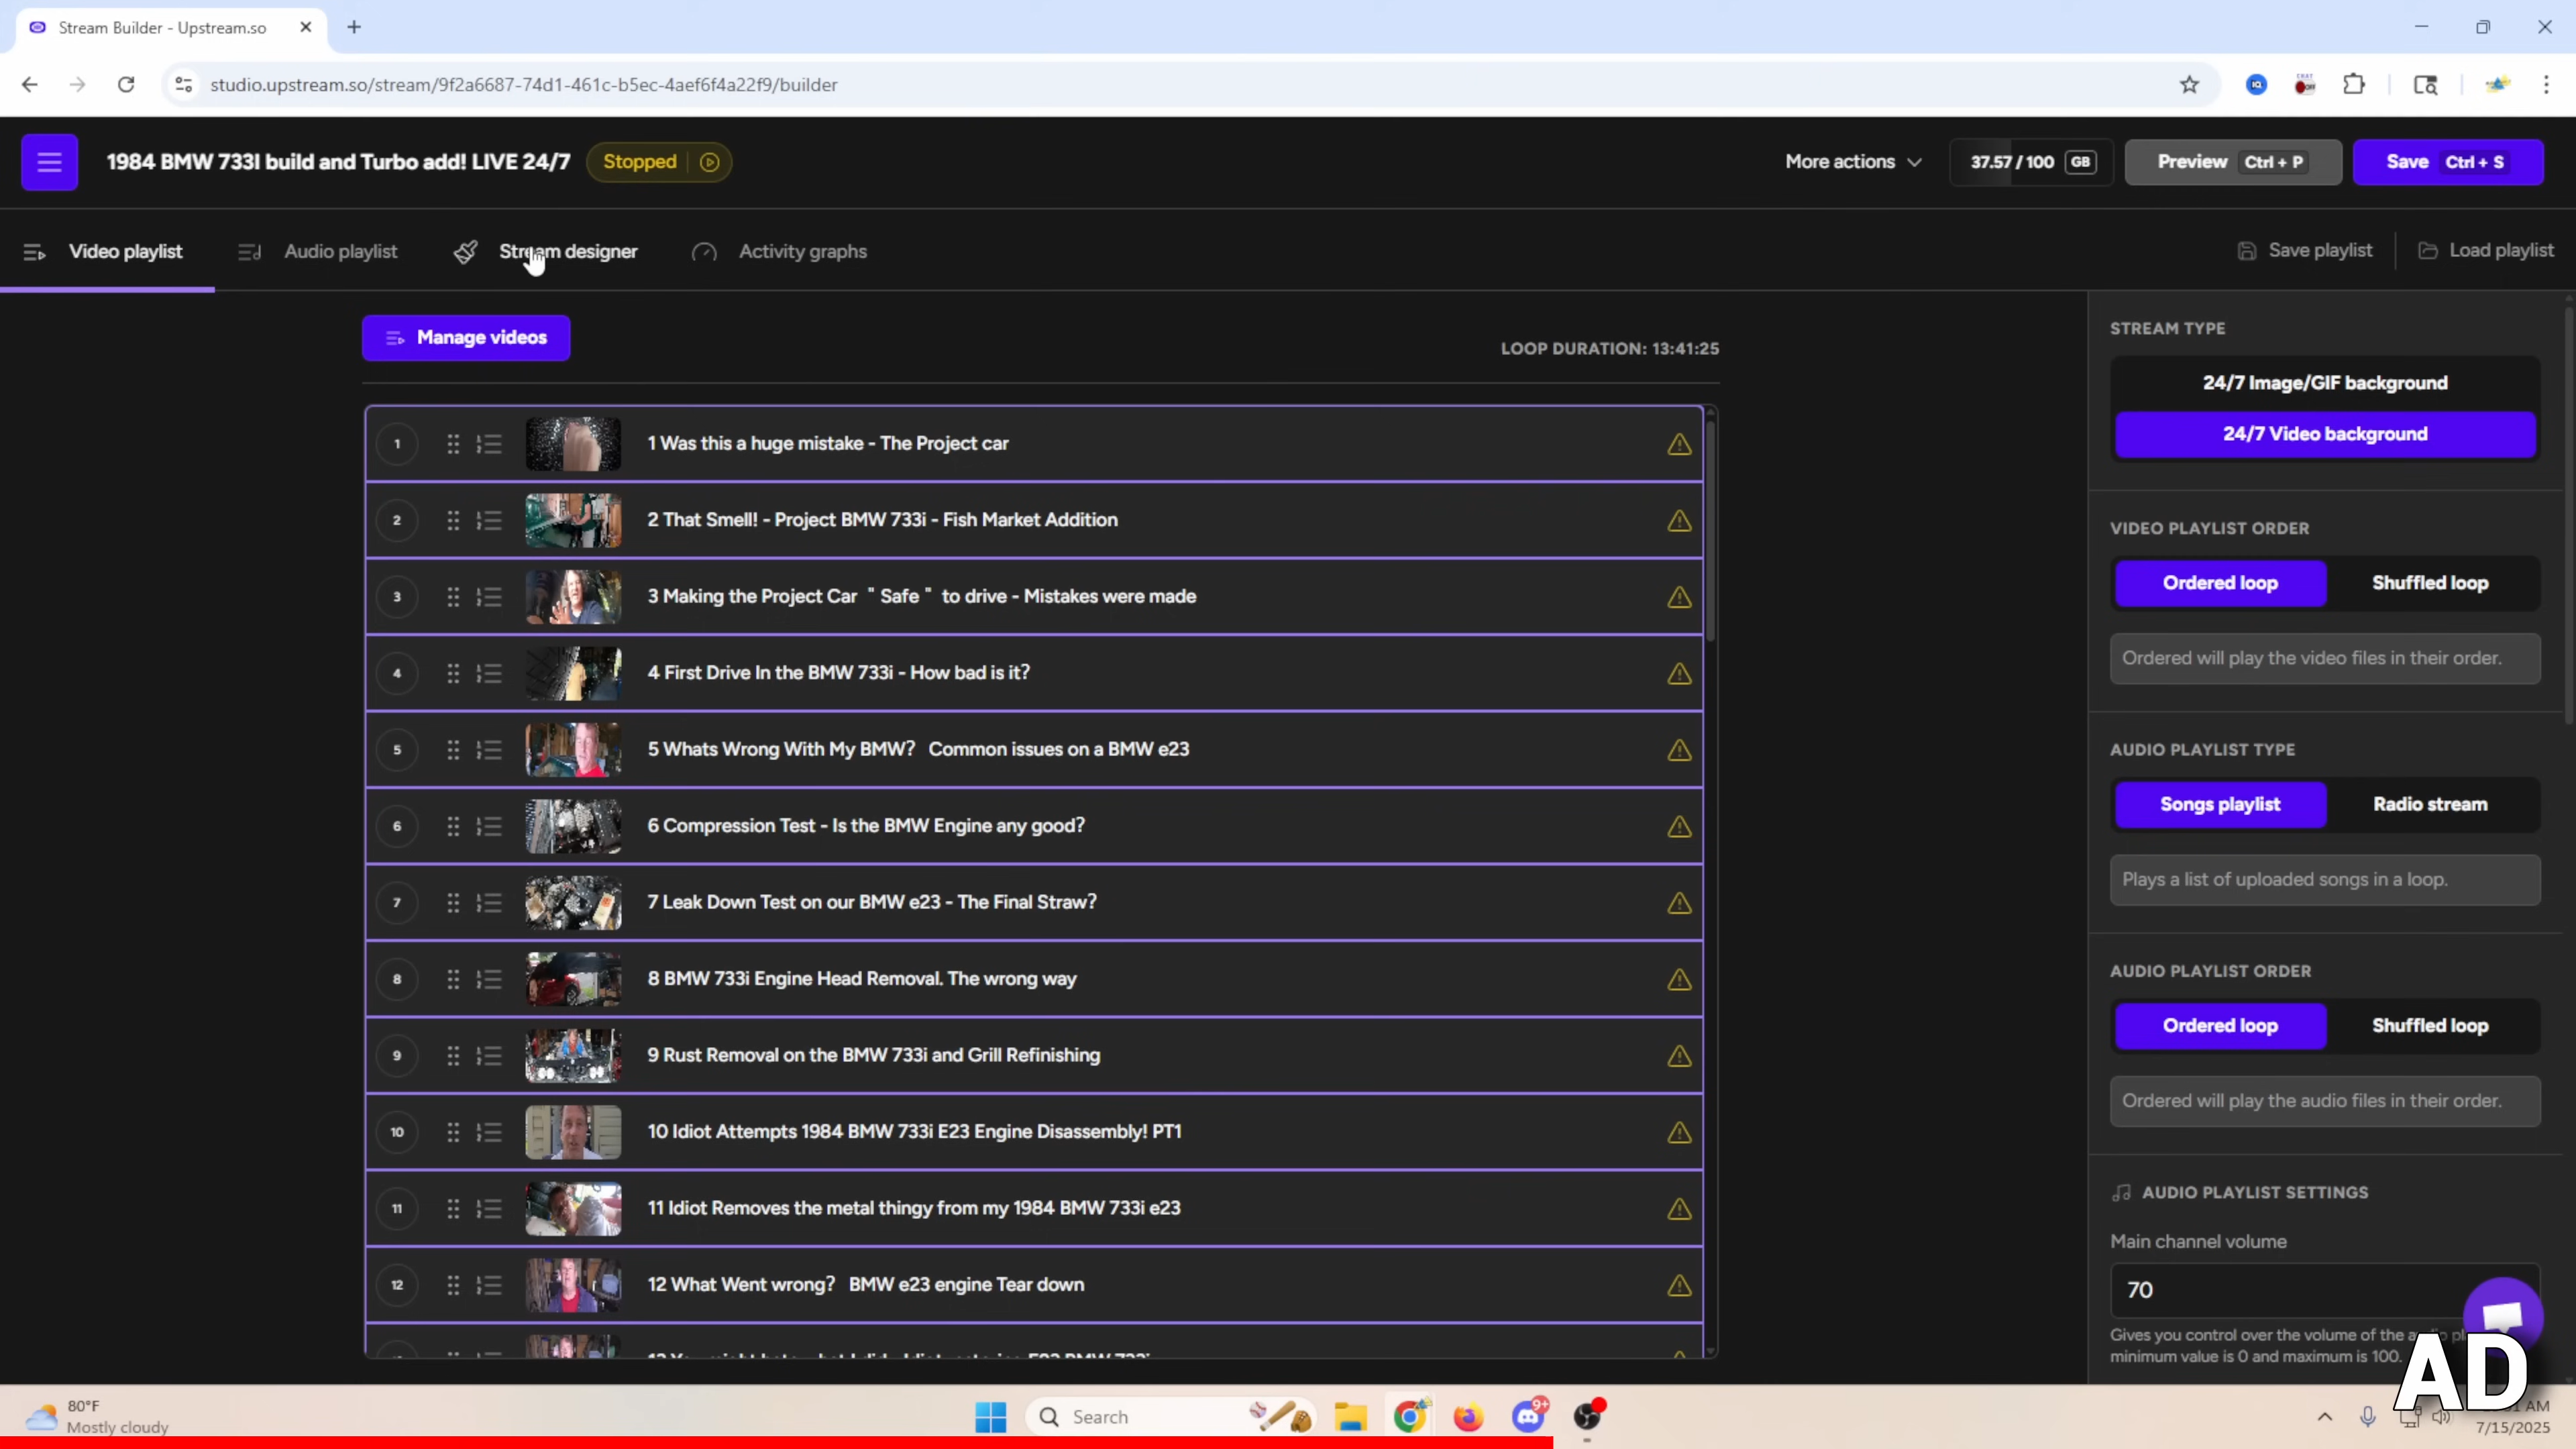 Stream Builder - Upstream.so
studio.upstream.so/stream/9f2a6687-74d1-461c-b5ec-4aef6f4a22f9/builder
1984 BMW 733I build and Turbo add! LIVE 24/7
Stopped
More actions
37.57 / 100 GB
Preview Ctrl + P
Save Ctrl + S
Video playlist
Audio playlist
Stream designer
Activity graphs
Save playlist
Load playlist
Manage videos
LOOP DURATION: 13:41:25
1 1 Was this a huge mistake - The Project car
2 2 That Smell! - Project BMW 733i - Fish Market Addition
3 3 Making the Project Car " Safe " to drive - Mistakes were made
4 4 First Drive In the BMW 733i - How bad is it?
5 5 Whats Wrong With My BMW? Common issues on a BMW e23
6 6 Compression Test - Is the BMW Engine any good?
7 7 Leak Down Test on our BMW e23 - The Final Straw?
8 8 BMW 733i Engine Head Removal. The wrong way
9 9 Rust Removal on the BMW 733i and Grill Refinishing
10 10 Idiot Attempts 1984 BMW 733i E23 Engine Disassembly! PT1
11 11 Idiot Removes the metal thingy from my 1984 BMW 733i e23
12 12 What Went wrong? BMW e23 engine Tear down
STREAM TYPE
24/7 Image/GIF background
24/7 Video background
VIDEO PLAYLIST ORDER
Ordered loop
Shuffled loop
Ordered will play the video files in their order.
AUDIO PLAYLIST TYPE
Songs playlist
Radio stream
Plays a list of uploaded songs in a loop.
AUDIO PLAYLIST ORDER
Ordered loop
Shuffled loop
Ordered will play the audio files in their order.
AUDIO PLAYLIST SETTINGS
Main channel volume
70
Gives you control over the volume of the
minimum value is 0 and maximum is 100.
AD
80°F
Mostly cloudy
Search
9+
AM
7/15/2025